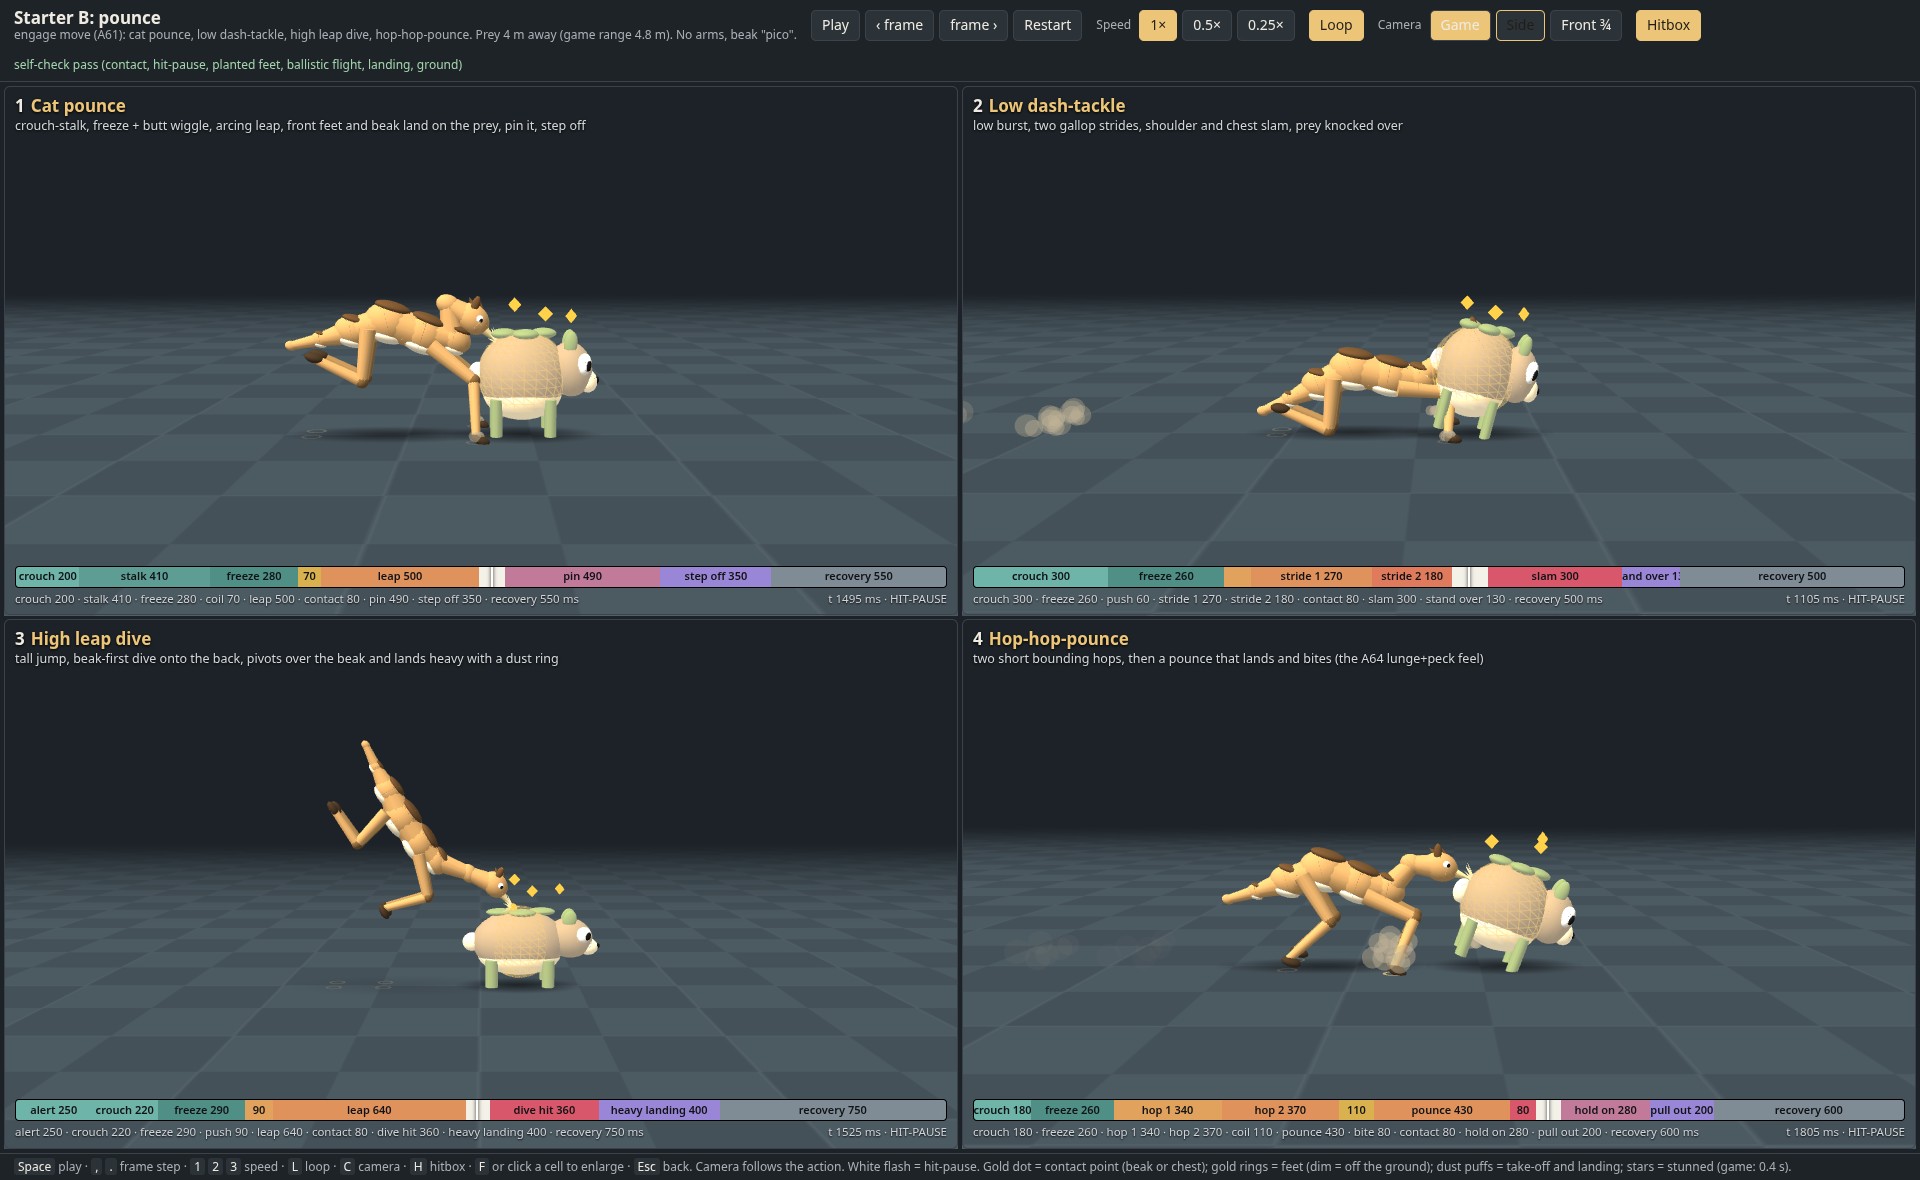 Starter B: pounce
engage move (A61): cat pounce, low dash-tackle, high leap dive, hop-hop-pounce. Prey 4 m away (game range 4.8 m). No arms, beak "pico".
Play ‹ frame frame › Restart Speed 1× 0.5× 0.25× Loop Camera Game Side Front ¾ Hitbox
self-check pass (contact, hit-pause, planted feet, ballistic flight, landing, ground)
1 Cat pounce
crouch-stalk, freeze + butt wiggle, arcing leap, front feet and beak land on the prey, pin it, step off
crouch 200 stalk 410 freeze 280 70 leap 500 pin 490 step off 350 recovery 550
crouch 200 · stalk 410 · freeze 280 · coil 70 · leap 500 · contact 80 · pin 490 · step off 350 · recovery 550 ms t 1495 ms · HIT-PAUSE
2 Low dash-tackle
low burst, two gallop strides, shoulder and chest slam, prey knocked over
crouch 300 freeze 260 stride 1 270 stride 2 180 slam 300 and over 13 recovery 500
crouch 300 · freeze 260 · push 60 · stride 1 270 · stride 2 180 · contact 80 · slam 300 · stand over 130 · recovery 500 ms t 1105 ms · HIT-PAUSE
3 High leap dive
tall jump, beak-first dive onto the back, pivots over the beak and lands heavy with a dust ring
alert 250 crouch 220 freeze 290 90 leap 640 dive hit 360 heavy landing 400 recovery 750
alert 250 · crouch 220 · freeze 290 · push 90 · leap 640 · contact 80 · dive hit 360 · heavy landing 400 · recovery 750 ms t 1525 ms · HIT-PAUSE
4 Hop-hop-pounce
two short bounding hops, then a pounce that lands and bites (the A64 lunge+peck feel)
crouch 180 freeze 260 hop 1 340 hop 2 370 110 pounce 430 80 hold on 280 pull out 200 recovery 600
crouch 180 · freeze 260 · hop 1 340 · hop 2 370 · coil 110 · pounce 430 · bite 80 · contact 80 · hold on 280 · pull out 200 · recovery 600 ms t 1805 ms · HIT-PAUSE
Space play · , . frame step · 1 2 3 speed · L loop · C camera · H hitbox · F or click a cell to enlarge · Esc back. Camera follows the action. White flash = hit-pause. Gold dot = contact point (beak or chest); gold rings = feet (dim = off the ground); dust puffs = take-off and landing; stars = stunned (game: 0.4 s).